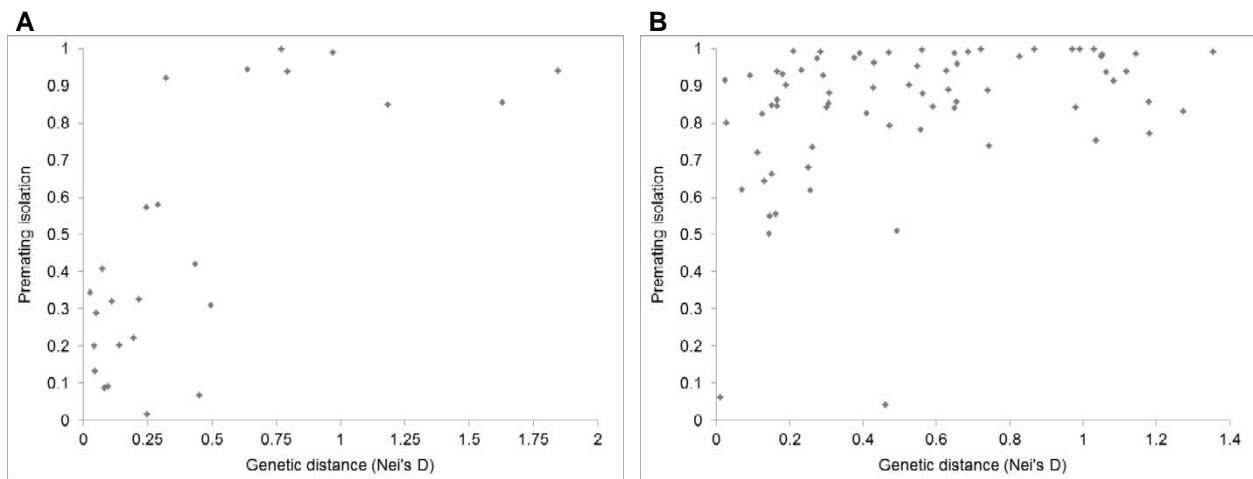 A
1
0.9
0.8
0.7
0.6
0.5
0.4
0.3
0.2
0.1
0
Premating isolation
0 0.25 0.5 0.75 1 1.25 1.5 1.75 2
Genetic distance (Nei's D)
B
1
0.9
0.8
0.7
0.6
0.5
0.4
0.3
0.2
0.1
0
Premating isolation
0 0.2 0.4 0.6 0.8 1 1.2 1.4
Genetic distance (Nei's D)